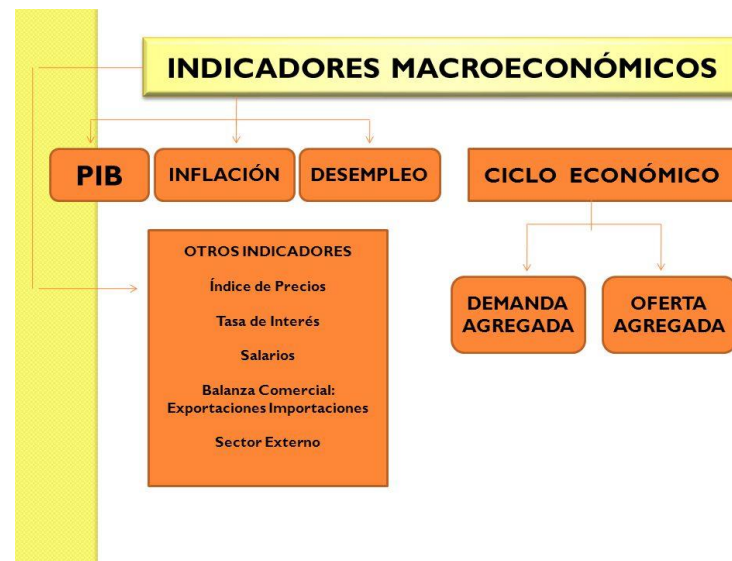 INDICADORES MACROECONÓMICOS
PIB
INFLACIÓN
DESEMPLEO
CICLO ECONÓMICO
OTROS INDICADORES
Índice de Precios
Tasa de Interés
Salarios
Balanza Comercial:
Exportaciones Importaciones
Sector Externo
DEMANDA
AGREGADA
OFERTA
AGREGADA